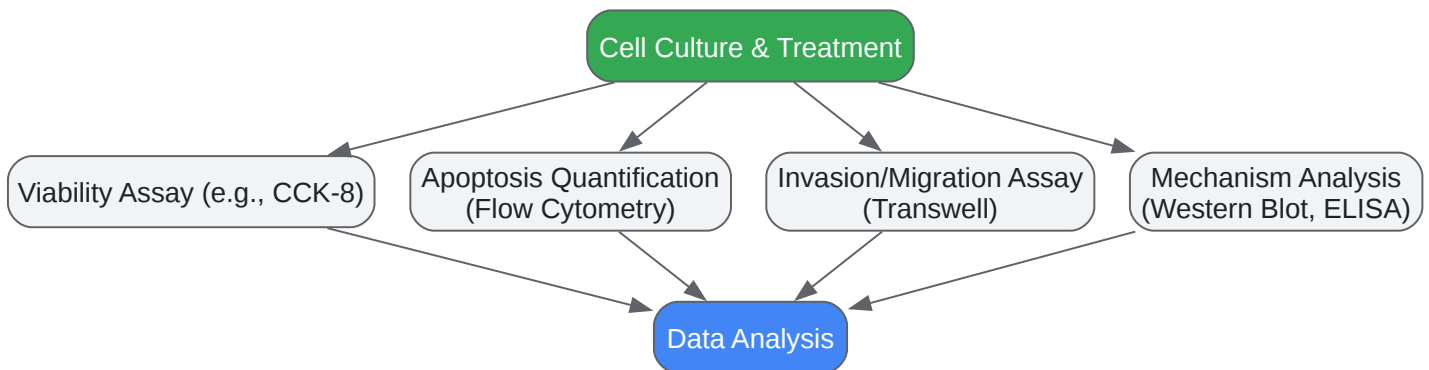 Cell Culture & Treatment
Viability Assay (e.g., CCK-8)
Apoptosis Quantification
(Flow Cytometry)
Invasion/Migration Assay
(Transwell)
Mechanism Analysis
(Western Blot, ELISA)
Data Analysis